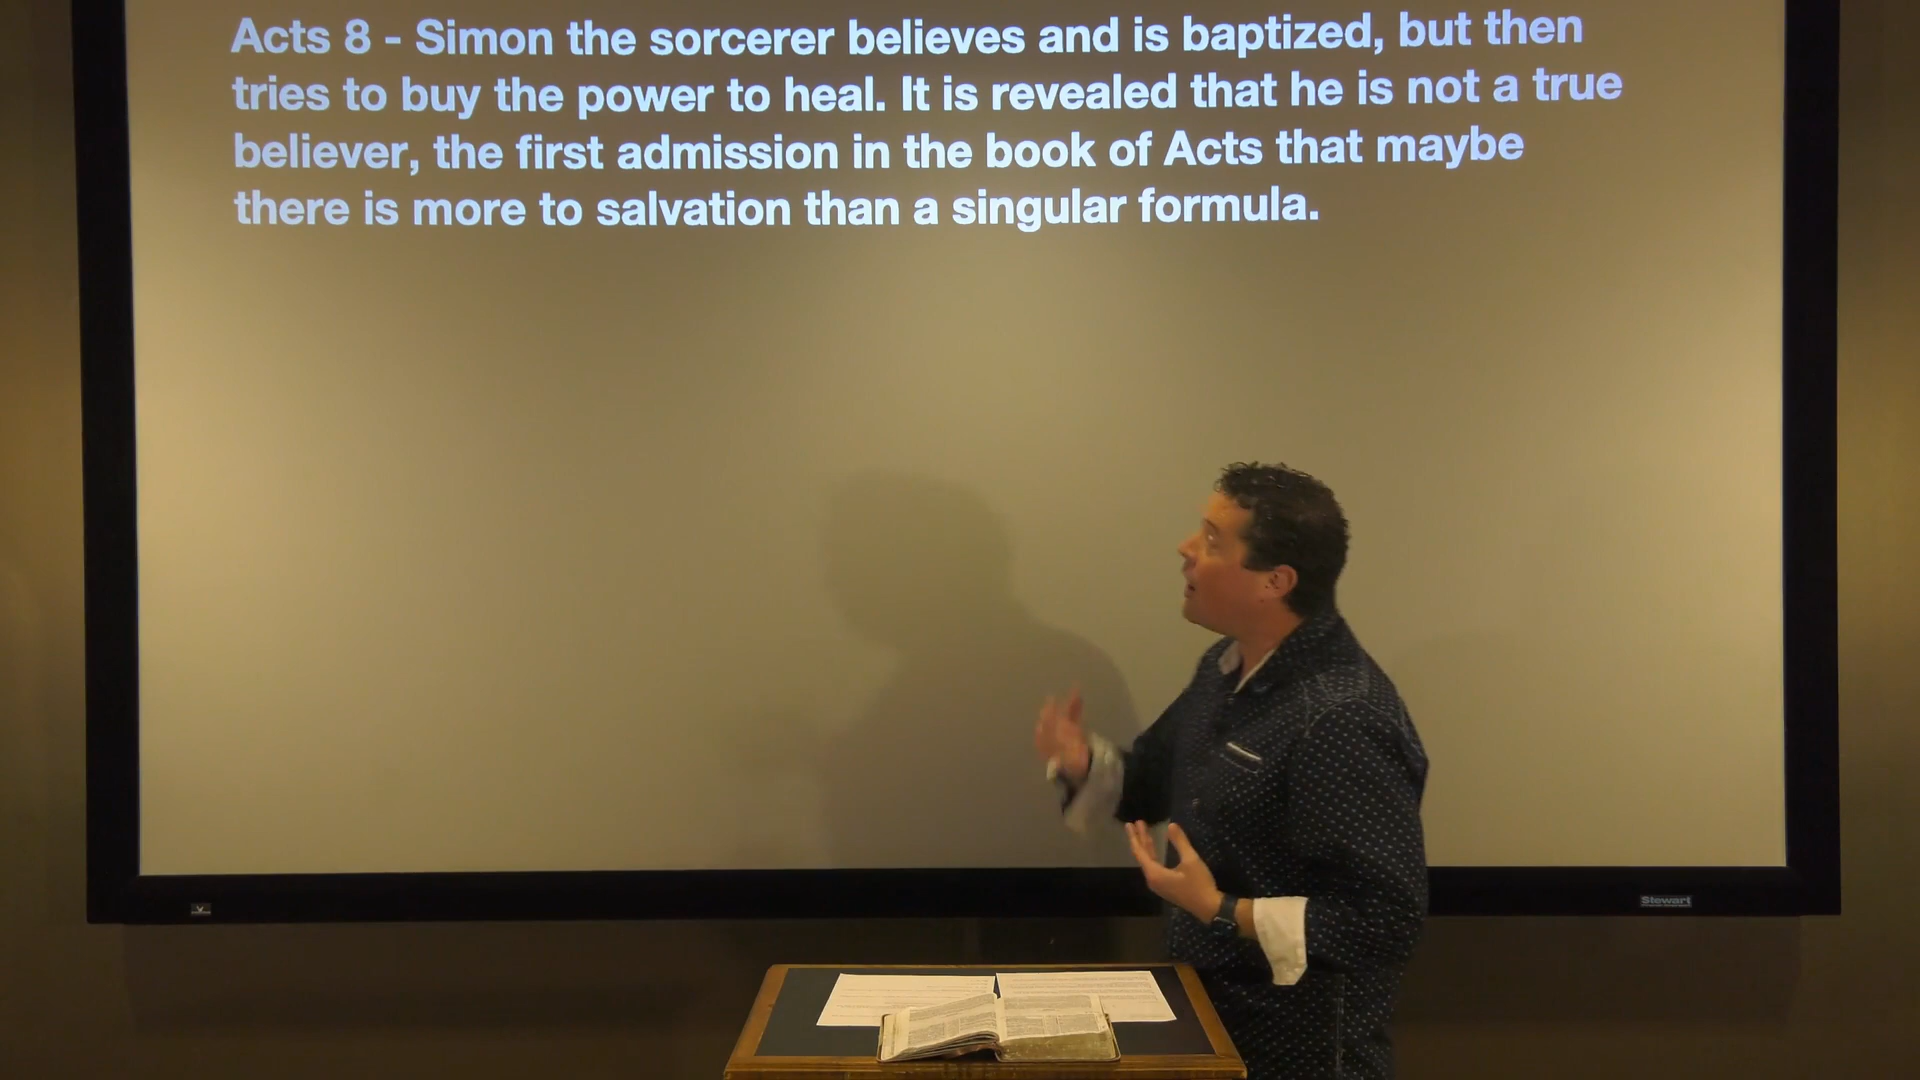 Acts 8 - Simon the sorcerer believes and is baptized, but then
tries to buy the power to heal. It is revealed that he is not a true
believer, the first admission in the book of Acts that maybe
there is more to salvation than a singular formula.
Stewart